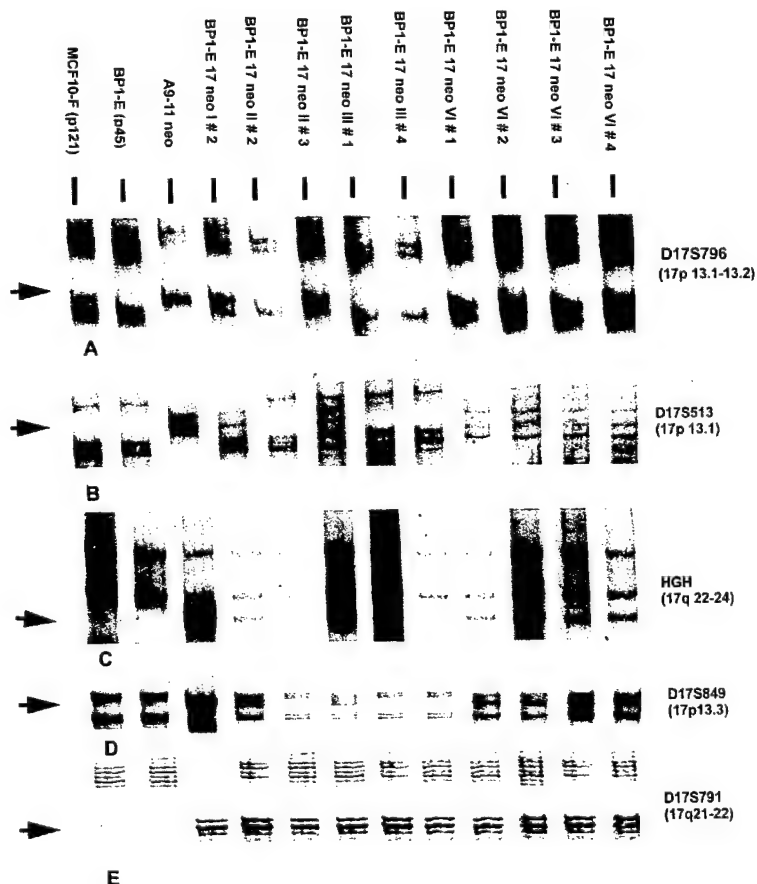 MCF10-F (p121)
BP1-E (p45)
A9-11 neo
BP1-E 17 neo I # 2
BP1-E 17 neo II # 2
BP1-E 17 neo II # 3
BP1-E 17 neo III # 1
BP1-E 17 neo III # 4
BP1-E 17 neo VI # 1
BP1-E 17 neo VI # 2
BP1-E 17 neo VI # 3
BP1-E 17 neo VI # 4
D17S796
(17p 13.1-13.2)
A
D17S513
(17p 13.1)
B
HGH
(17q 22-24)
C
D17S849
(17p13.3)
D
D17S791
(17q21-22)
E